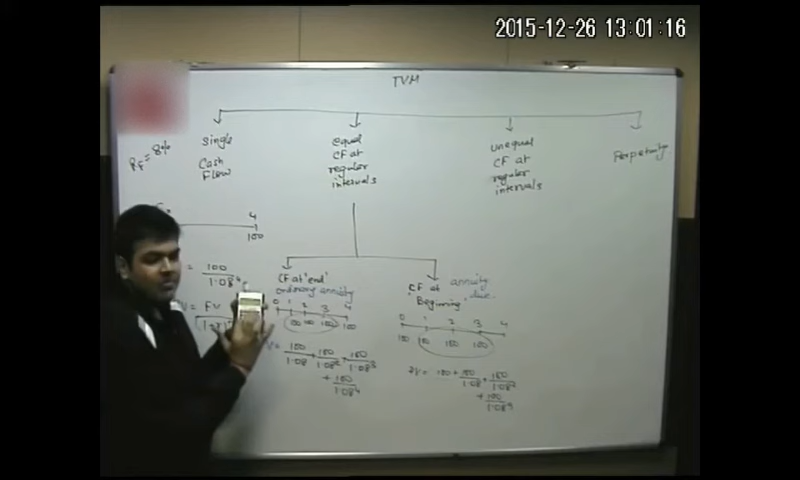 2015-12-26 13:01:16
TVM
Rf = 8%
Single
Cash
Flow
equal
CF at
regular
intervals
unequal
CF at
regular
intervals
Perpetuity
4
100
= 100
1.08⁴
V = FV
CF at 'end'
ordinary annuity
0 1 2 3 4
100 100 100 100
V = 100 + 100 + 100
1.08 1.08² 1.08³
+ 100
1.08⁴
CF at annuity
'Beginning' due
0 1 2 3 4
100 100 100 100
PV = 100 + 100 + 100
1.08 1.08²
+ 100